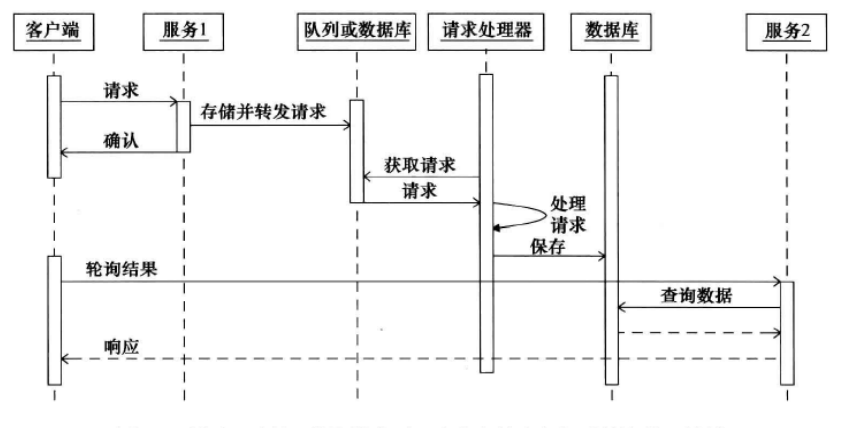 客户端
服务1
队列或数据库
请求处理器
数据库
服务2
请求
存储并转发请求
确认
获取请求
请求
处理
请求
保存
轮询结果
查询数据
响应